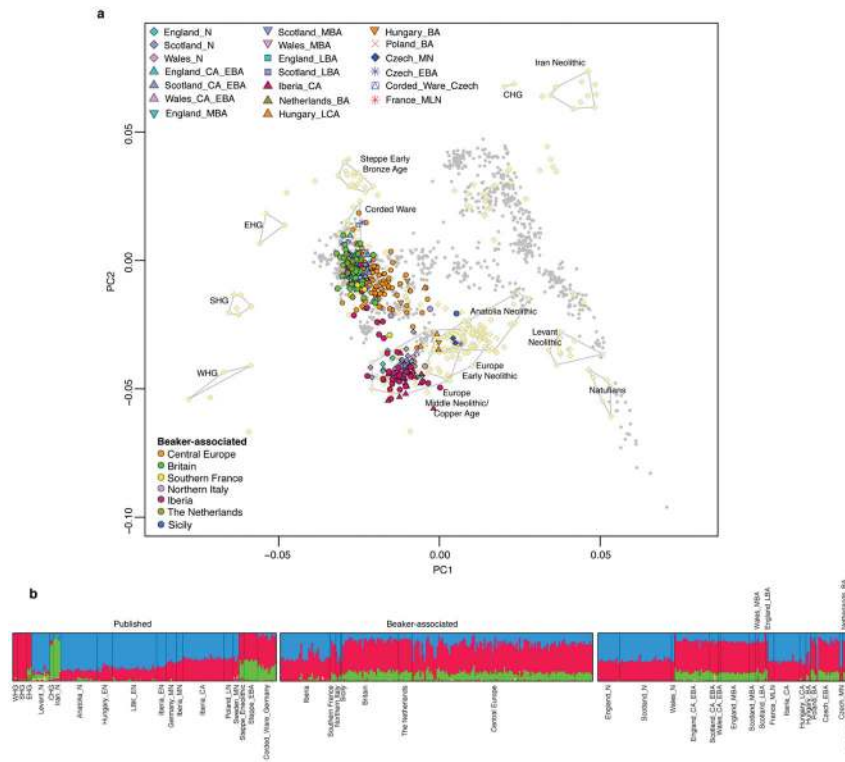 a
England_N
Scotland_N
Wales_N
England_CA_EBA
Scotland_CA_EBA
Wales_CA_EBA
England_MBA
Scotland_MBA
Wales_MBA
England_LBA
Scotland_LBA
Iberia_CA
Netherlands_BA
Hungary_LCA
Hungary_BA
Poland_BA
Czech_MN
Czech_EBA
Corded_Ware_Czech
France_MLN
Iran Neolithic
CHG
Steppe Early
Bronze Age
Corded Ware
EHG
SHG
WHG
Anatolia Neolithic
Levant
Neolithic
Europe
Early Neolithic
Natufians
Europe
Middle Neolithic/
Copper Age
Beaker-associated
Central Europe
Britain
Southern France
Northern Italy
Iberia
The Netherlands
Sicily
0.05
0.00
−0.05
−0.10
PC2
−0.05
0.00
0.05
PC1
b
Published
Beaker-associated
Wales_MBA
England_LBA
Netherlands_BA
WHG
SHG
EHG
Levant_N
CHG
Iran_N
Anatolia_N
Hungary_EN
LBK_EN
Iberia_EN
Germany_MN
Iberia_MN
Iberia_CA
Poland_LN
Sweden_MN
Steppe_Eneolithic
Steppe_EBA
Corded_Ware_Germany
Iberia
Southern France
Northern Italy
Sicily
Britain
The Netherlands
Central Europe
England_N
Scotland_N
Wales_N
England_CA_EBA
Scotland_CA_EBA
Wales_CA_EBA
England_MBA
Scotland_MBA
Scotland_LBA
France_MLN
Iberia_CA
Hungary_LCA
Hungary_BA
Poland_BA
Czech_EBA
Czech_MN